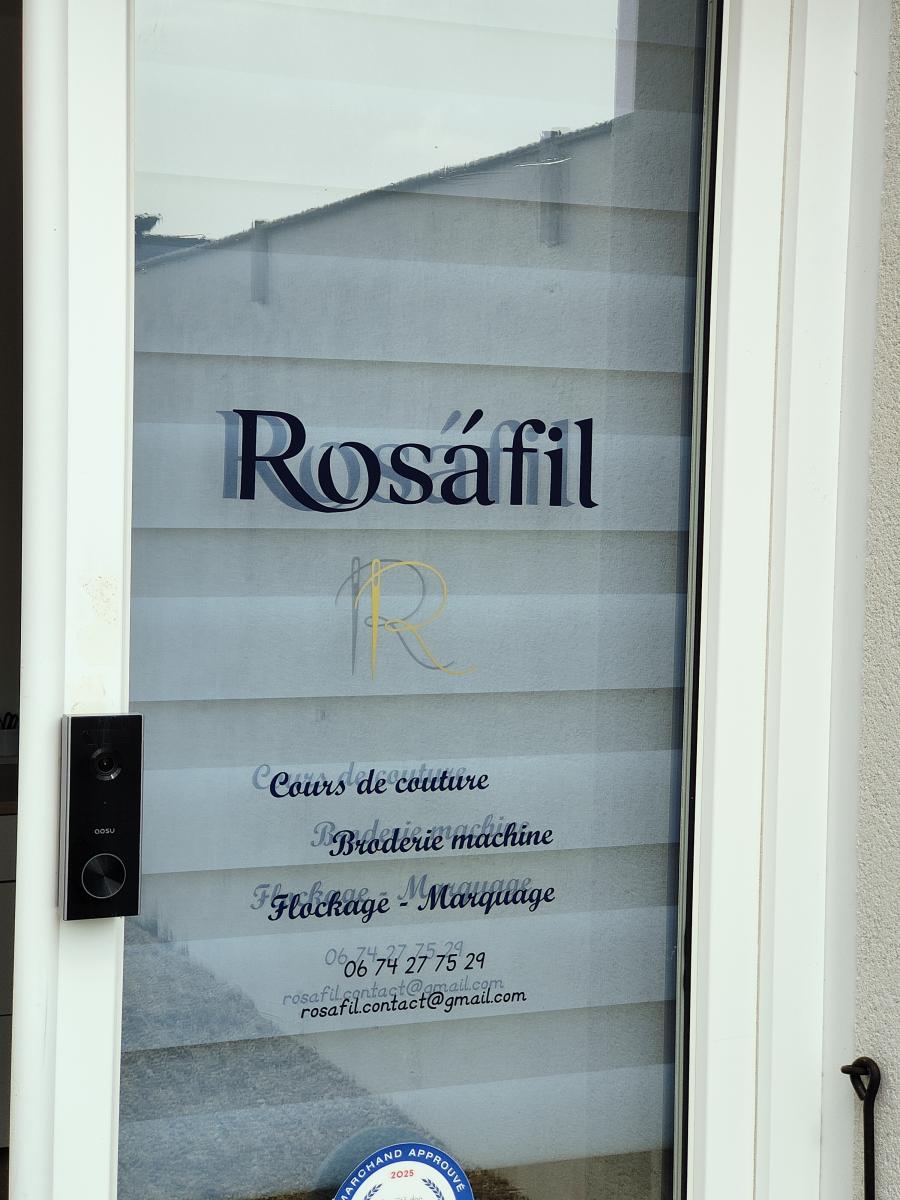 Rosáfil
R
Cours de couture
Broderie machine
Flockage - Marquage
06 74 27 75 29
rosafil.contact@gmail.com
aosu
MARCHAND APPROUVÉ
2025